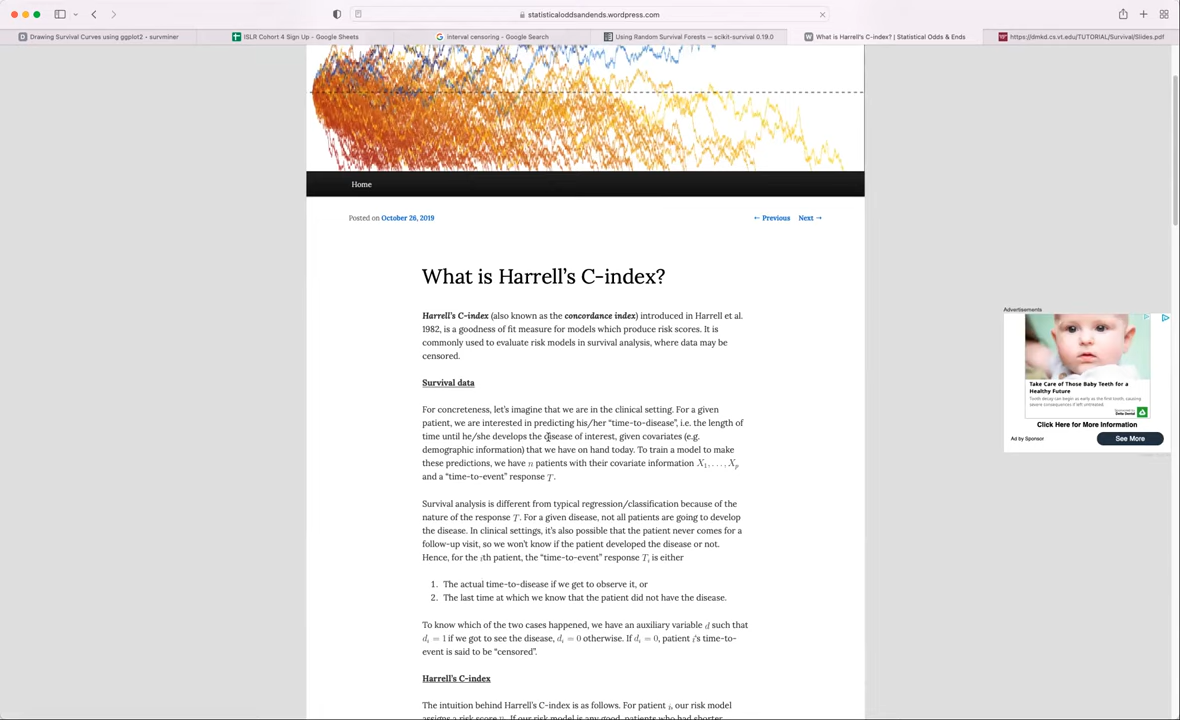 statisticaloddsandends.wordpress.com
Drawing Survival Curves using ggplot2 - survminer
ISLR Cohort 4 Sign Up - Google Sheets
Interval censoring - Google Search
Using Random Survival Forests — scikit-survival 0.19.0
What is Harrell's C-index? | Statistical Odds & Ends
https://dmkd.cs.vt.edu/TUTORIAL/Survival/Slides.pdf
Home
Posted on October 26, 2019
← Previous Next →
What is Harrell's C-index?
Harrell's C-index (also known as the concordance index) introduced in Harrell et al.
1982, is a goodness of fit measure for models which produce risk scores. It is
commonly used to evaluate risk models in survival analysis, where data may be
censored.
Survival data
For concreteness, let's imagine that we are in the clinical setting. For a given
patient, we are interested in predicting his/her "time-to-disease", i.e. the length of
time until he/she develops the disease of interest, given covariates (e.g.
demographic information) that we have on hand today. To train a model to make
these predictions, we have n patients with their covariate information X₁, . . . , Xₚ
and a "time-to-event" response T.
Survival analysis is different from typical regression/classification because of the
nature of the response T. For a given disease, not all patients are going to develop
the disease. In clinical settings, it's also possible that the patient never comes for a
follow-up visit, so we won't know if the patient developed the disease or not.
Hence, for the ith patient, the "time-to-event" response Tᵢ is either
1. The actual time-to-disease if we get to observe it, or
2. The last time at which we know that the patient did not have the disease.
To know which of the two cases happened, we have an auxiliary variable d such that
dᵢ = 1 if we got to see the disease, dᵢ = 0 otherwise. If dᵢ = 0, patient i's time-to-
event is said to be "censored".
Harrell's C-index
The intuition behind Harrell's C-index is as follows. For patient i, our risk model
assigns a risk score ηᵢ. If our risk model is any good, patients who had shorter
Advertisements
Take Care of Those Baby Teeth for a
Healthy Future
Click Here for More Information
Ad by Sponsor
See More